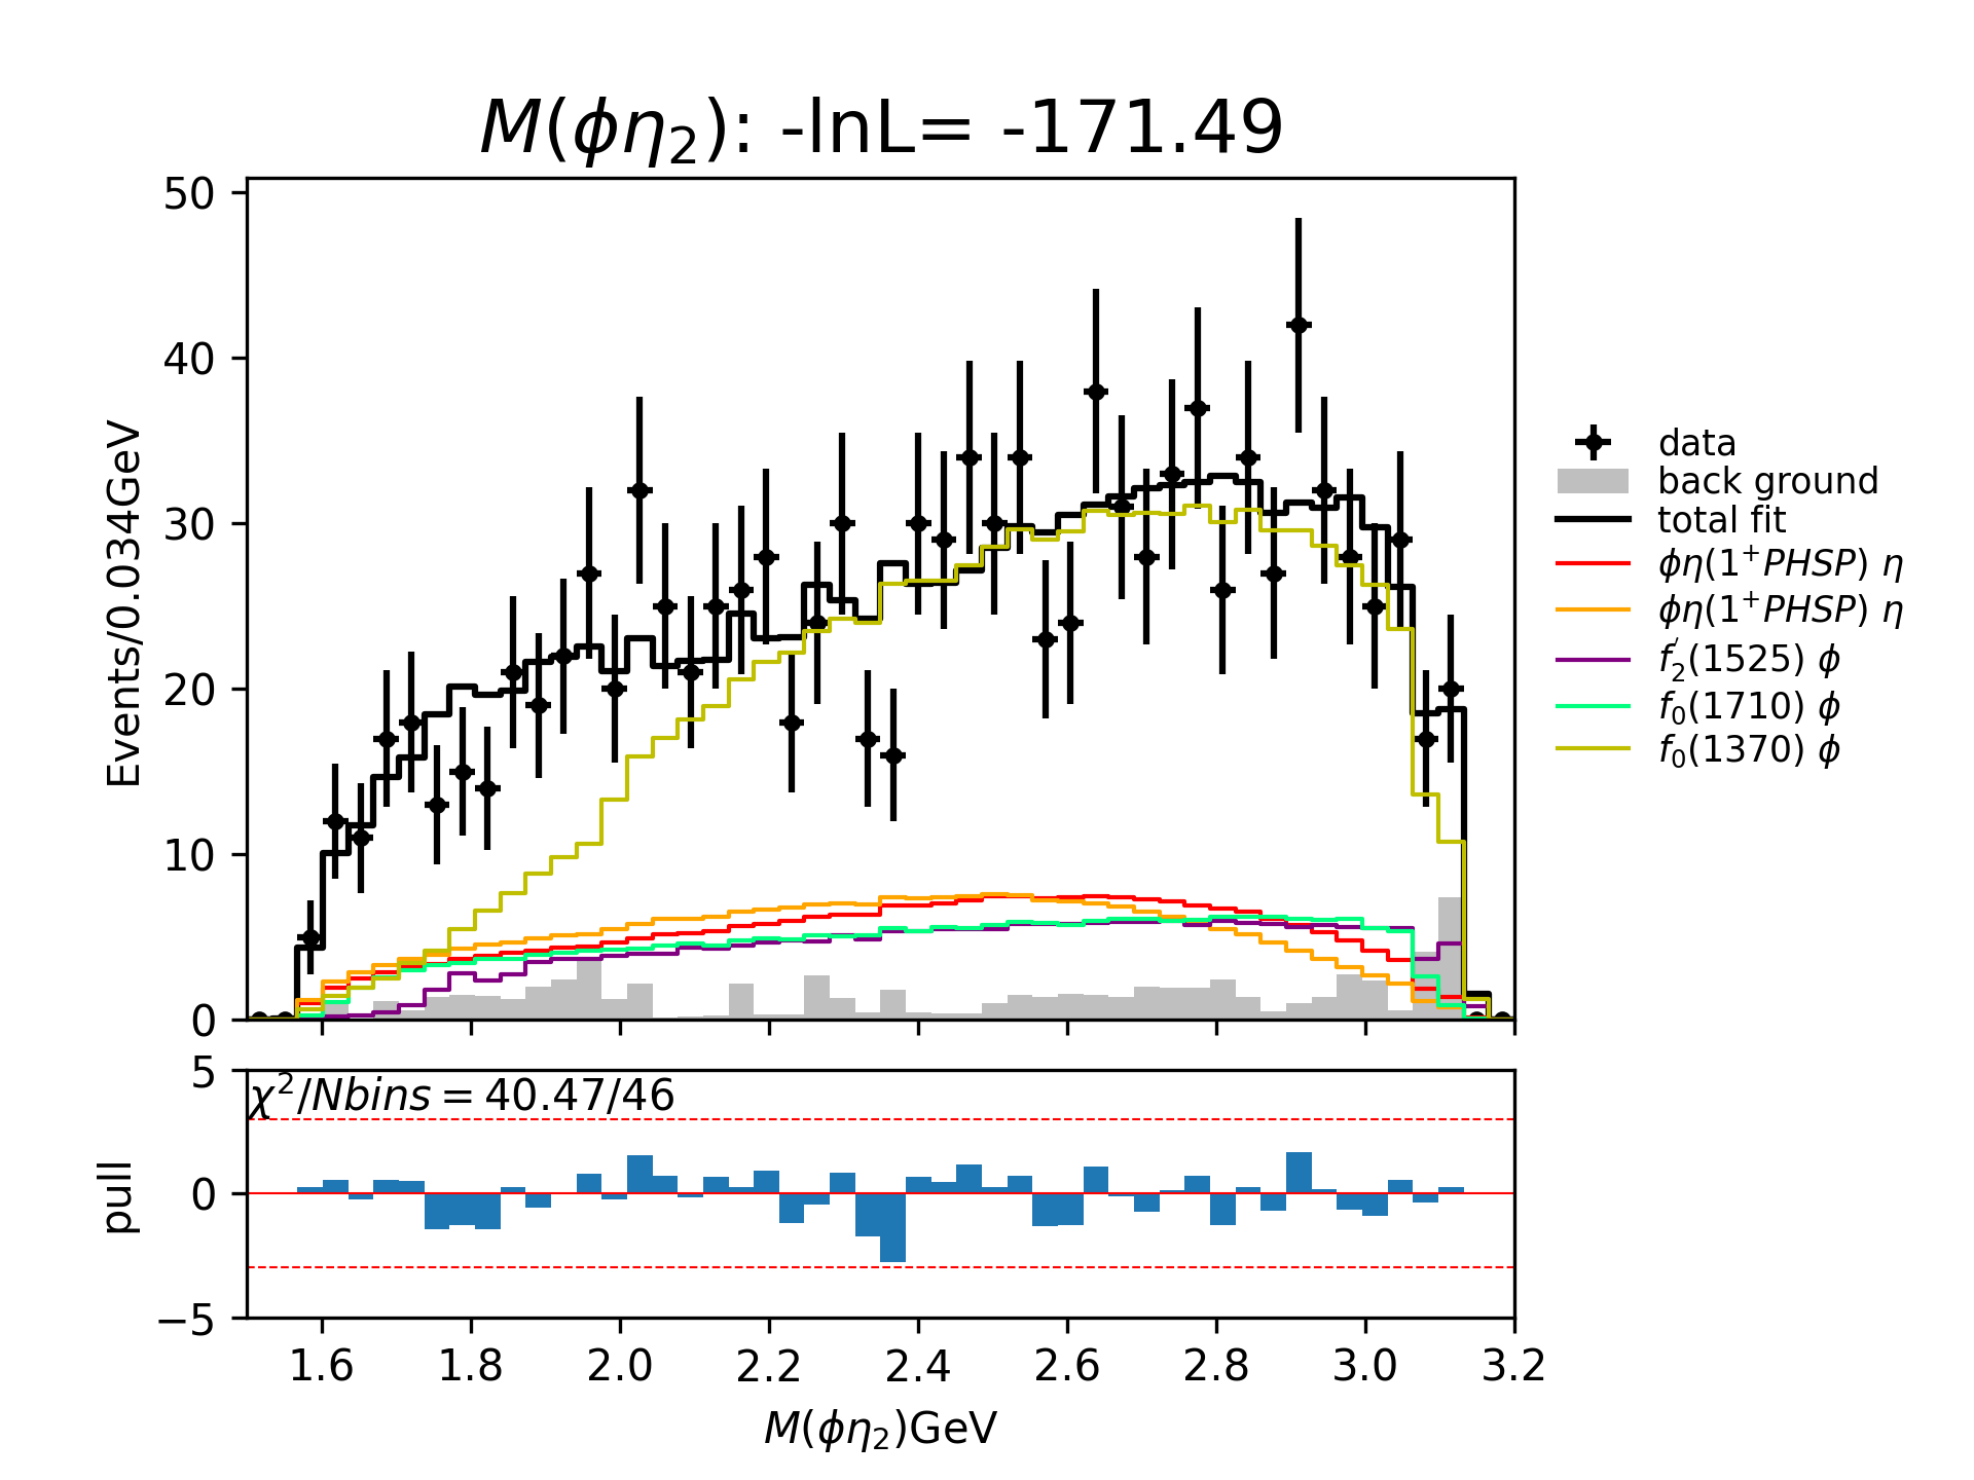 M(ϕη₂): -lnL= -171.49
50
40
30
20
10
0
Events/0.034GeV
data
back ground
total fit
ϕη(1⁺PHSP) η
ϕη(1⁺PHSP) η
f₂′(1525) ϕ
f₀(1710) ϕ
f₀(1370) ϕ
χ²/Nbins = 40.47/46
5
0
−5
pull
1.6 1.8 2.0 2.2 2.4 2.6 2.8 3.0 3.2
M(ϕη₂)GeV